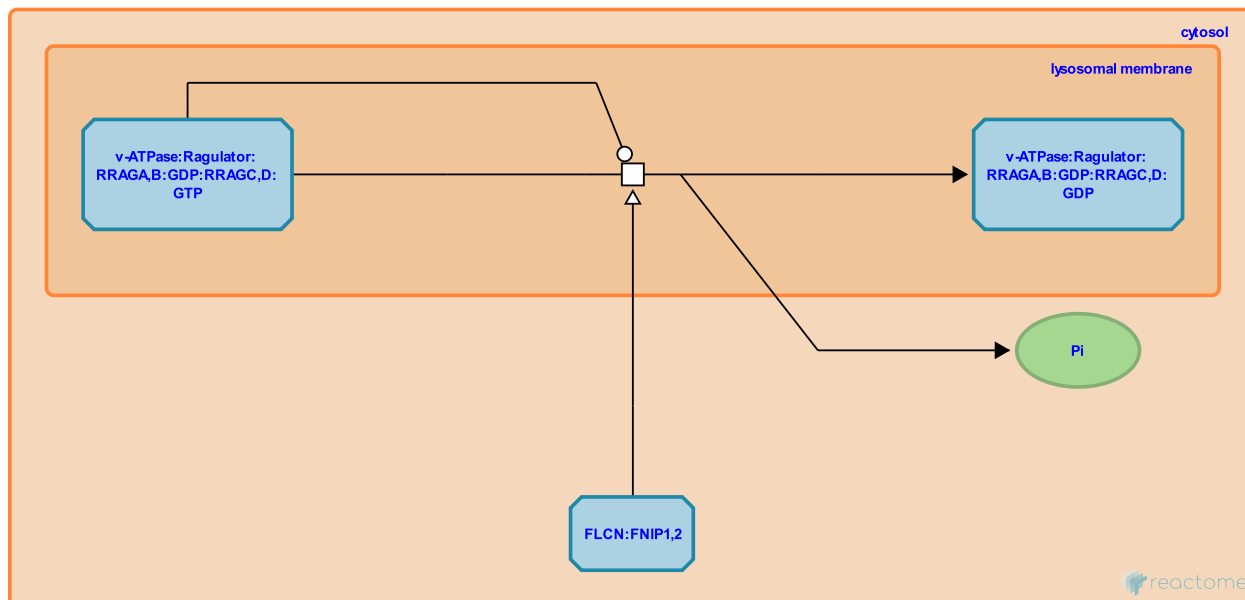 cytosol
lysosomal membrane
v-ATPase:Ragulator:
RRAGA,B:GDP:RRAGC,D:
GTP
v-ATPase:Ragulator:
RRAGA,B:GDP:RRAGC,D:
GDP
Pi
FLCN:FNIP1,2
reactome